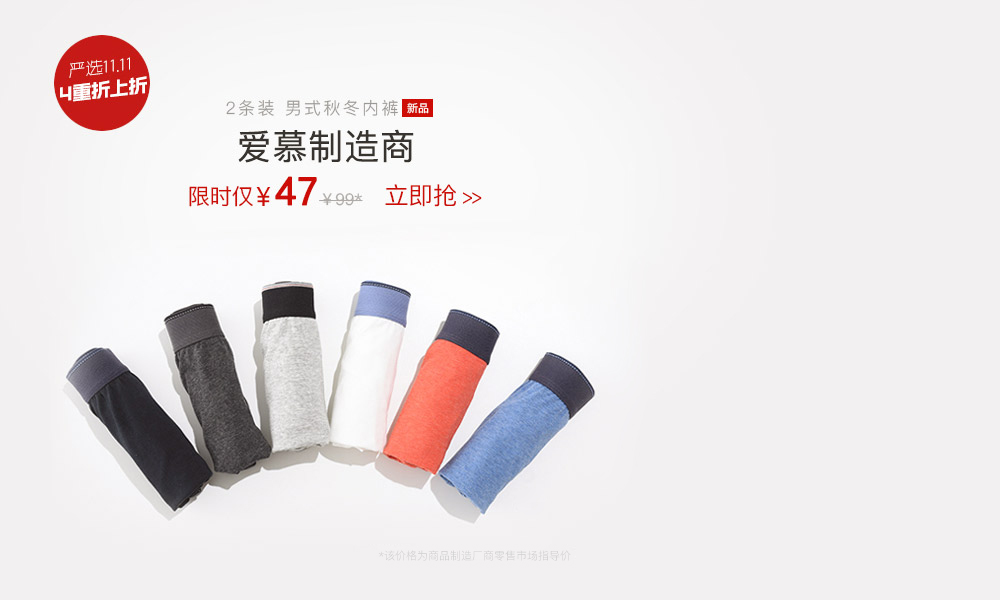 严选11.11
4重折上折
2条装 男式秋冬内裤 新品
爱慕制造商
限时仅¥47 ¥99* 立即抢>>
*该价格为商品制造厂商零售市场指导价